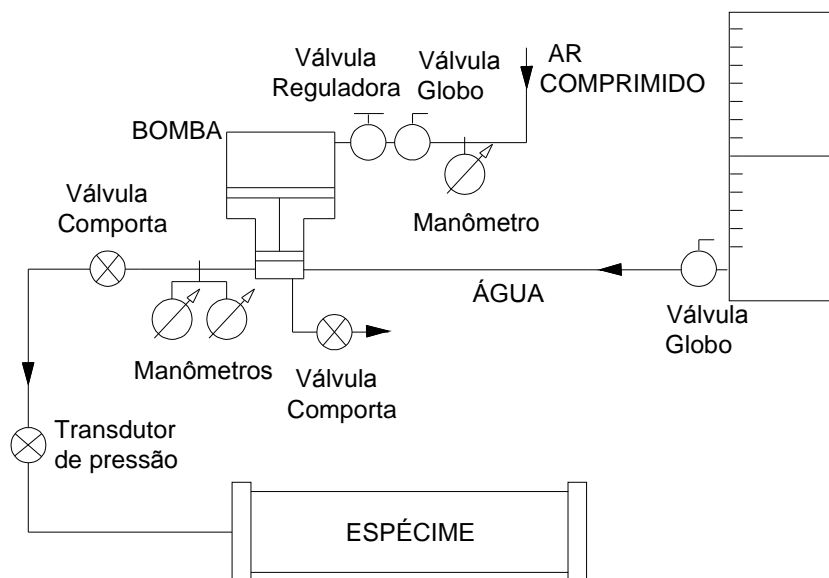 Válvula
Reguladora
Válvula
Globo
AR
COMPRIMIDO
BOMBA
Manômetro
Válvula
Comporta
ÁGUA
Válvula
Globo
Manômetros
Válvula
Comporta
Transdutor
de pressão
ESPÉCIME